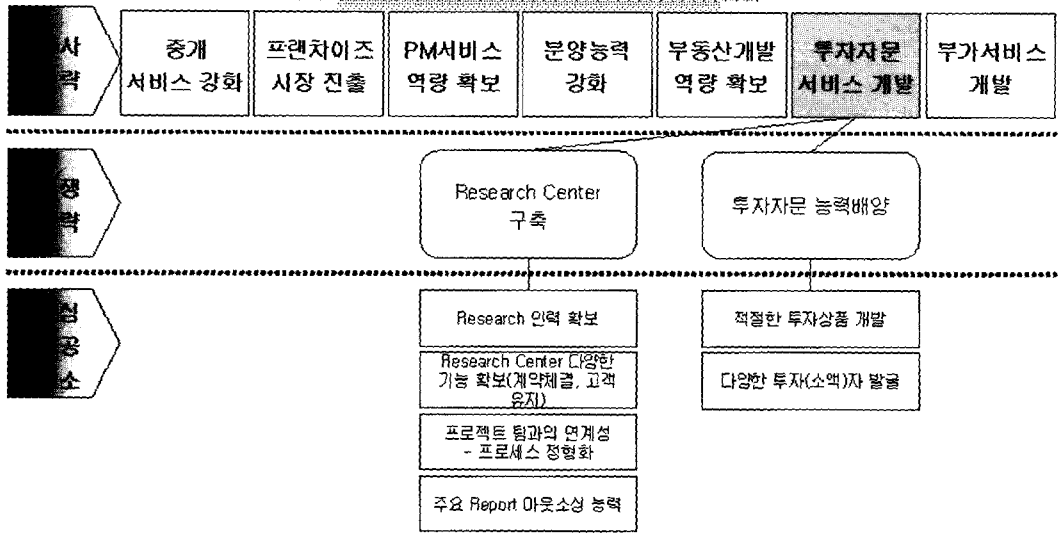 사
략
중개
서비스 강화
프랜차이즈
시장 진출
PM서비스
역량 확보
분양능력
강화
부동산개발
역량 확보
투자자문
서비스 개발
부가서비스
개발
쟁
략
Research Center
구축
투자자문 능력배양
심
공
소
Research 인력 확보
Research Center 다양한
기능 확보(계약체결, 고객
유지)
프로젝트 팀과의 연계성
- 프로세스 정형화
주요 Report 아웃소싱 능력
적절한 투자상품 개발
다양한 투자(소액)자 발굴